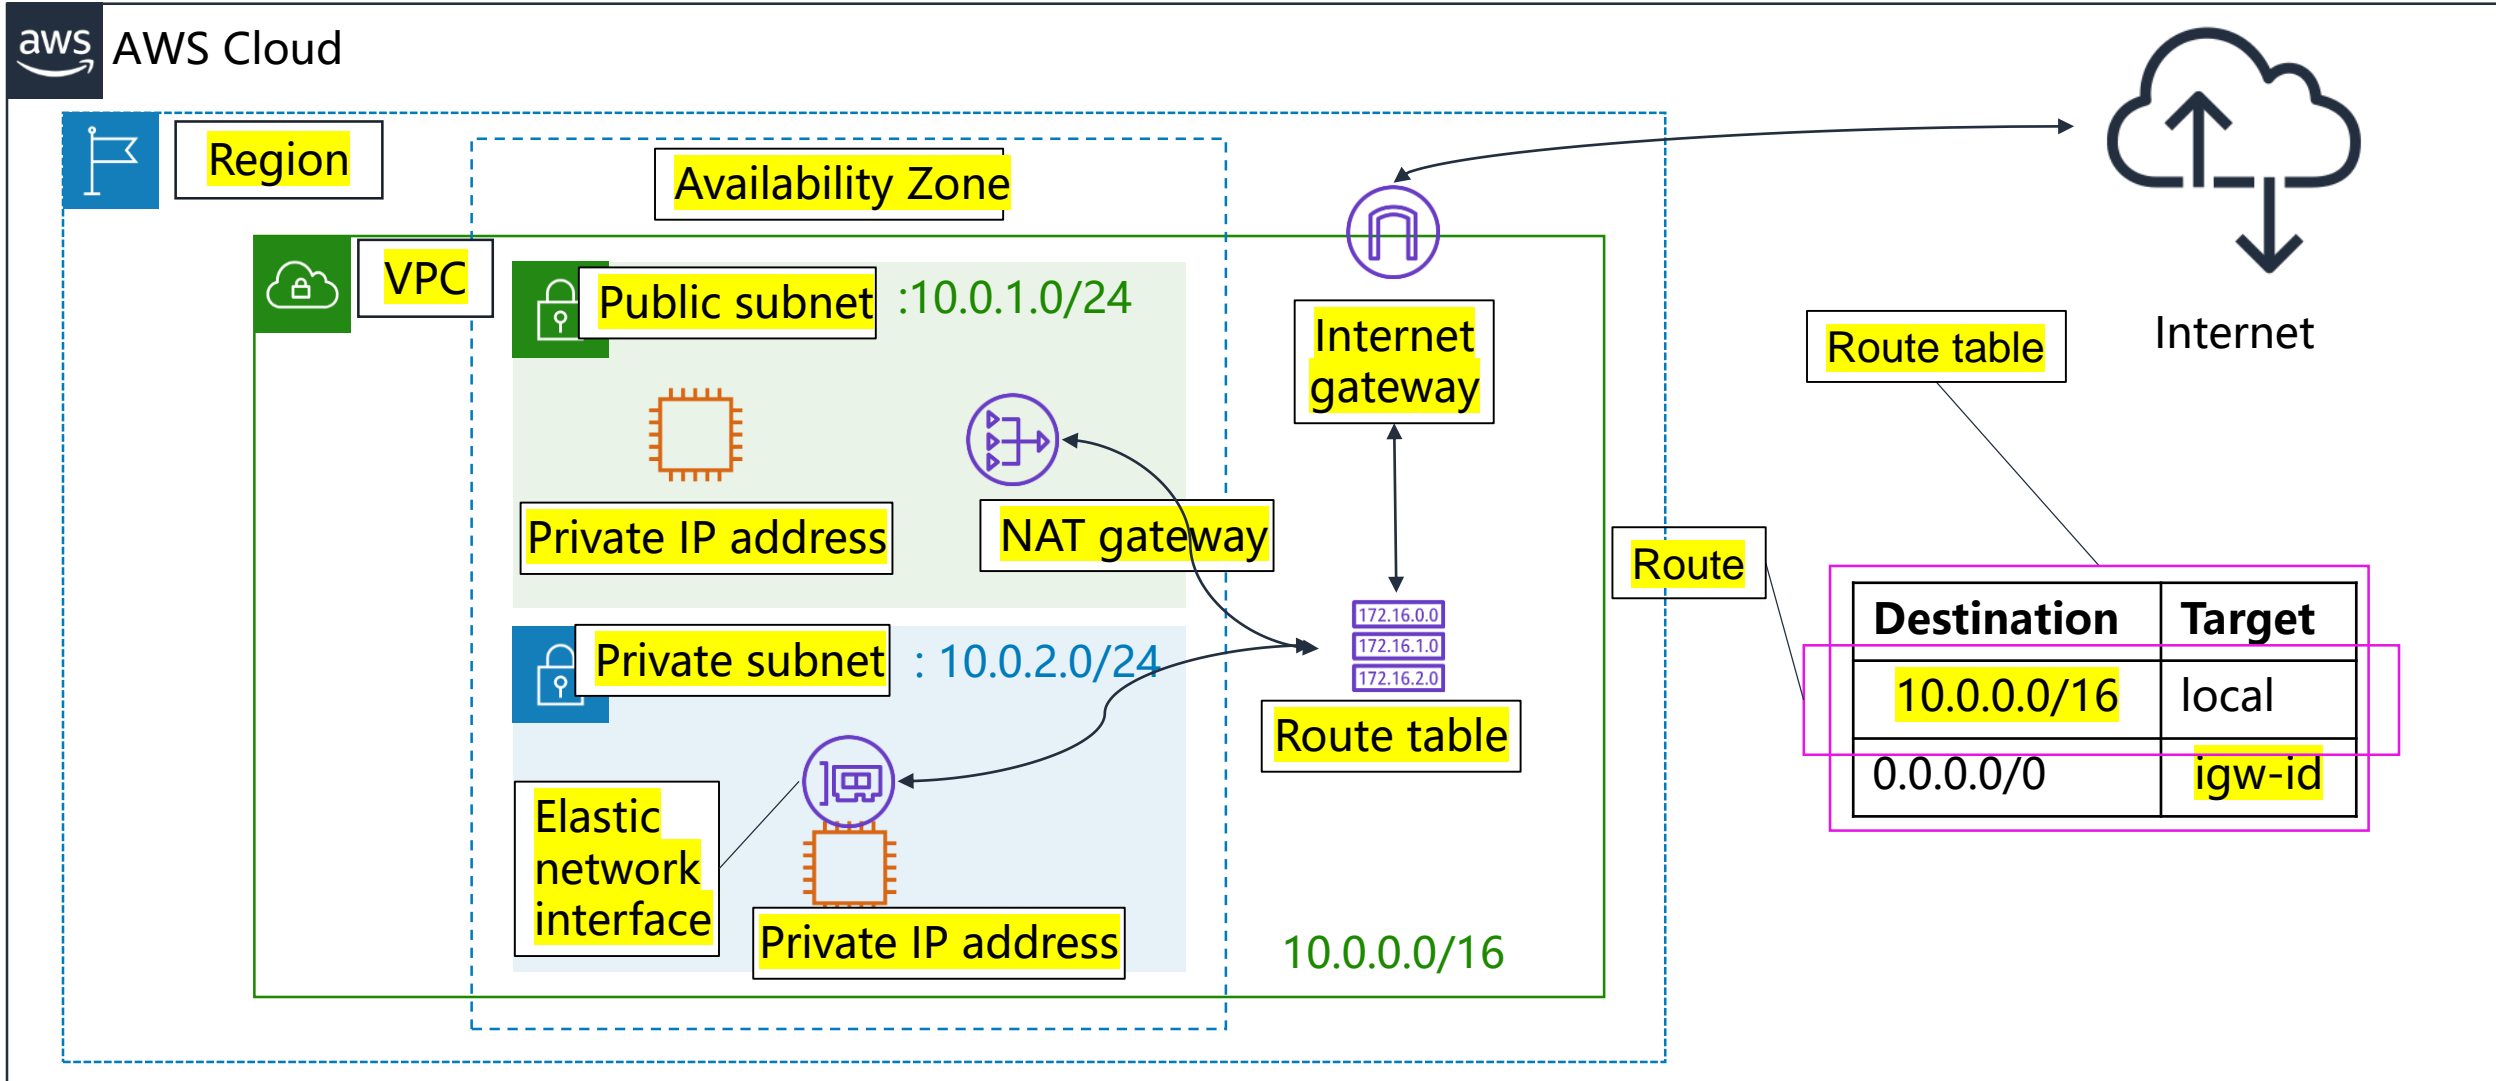 aws
AWS Cloud
Region
Availability Zone
VPC
Public subnet
:10.0.1.0/24
Private IP address
NAT gateway
Private subnet
: 10.0.2.0/24
Elastic
network
interface
Private IP address
Internet
gateway
172.16.0.0
172.16.1.0
172.16.2.0
Route table
10.0.0.0/16
Internet
Route table
Route
Destination Target
10.0.0.0/16 local
0.0.0.0/0 igw-id